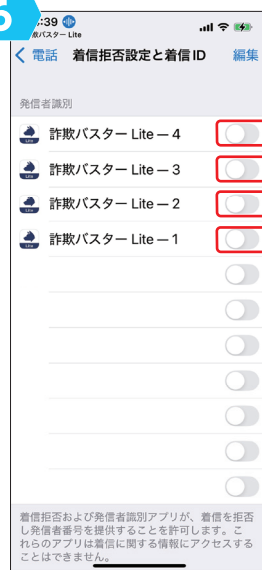 6
:39
詐欺バスター Lite
電話 着信拒否設定と着信 ID 編集
発信者識別
詐欺バスター Lite — 4
詐欺バスター Lite — 3
詐欺バスター Lite — 2
詐欺バスター Lite — 1
着信拒否および発信者識別アプリが、着信を拒否
し発信者番号を提供することを許可します。こ
れらのアプリは着信に関する情報にアクセスする
ことはできません。